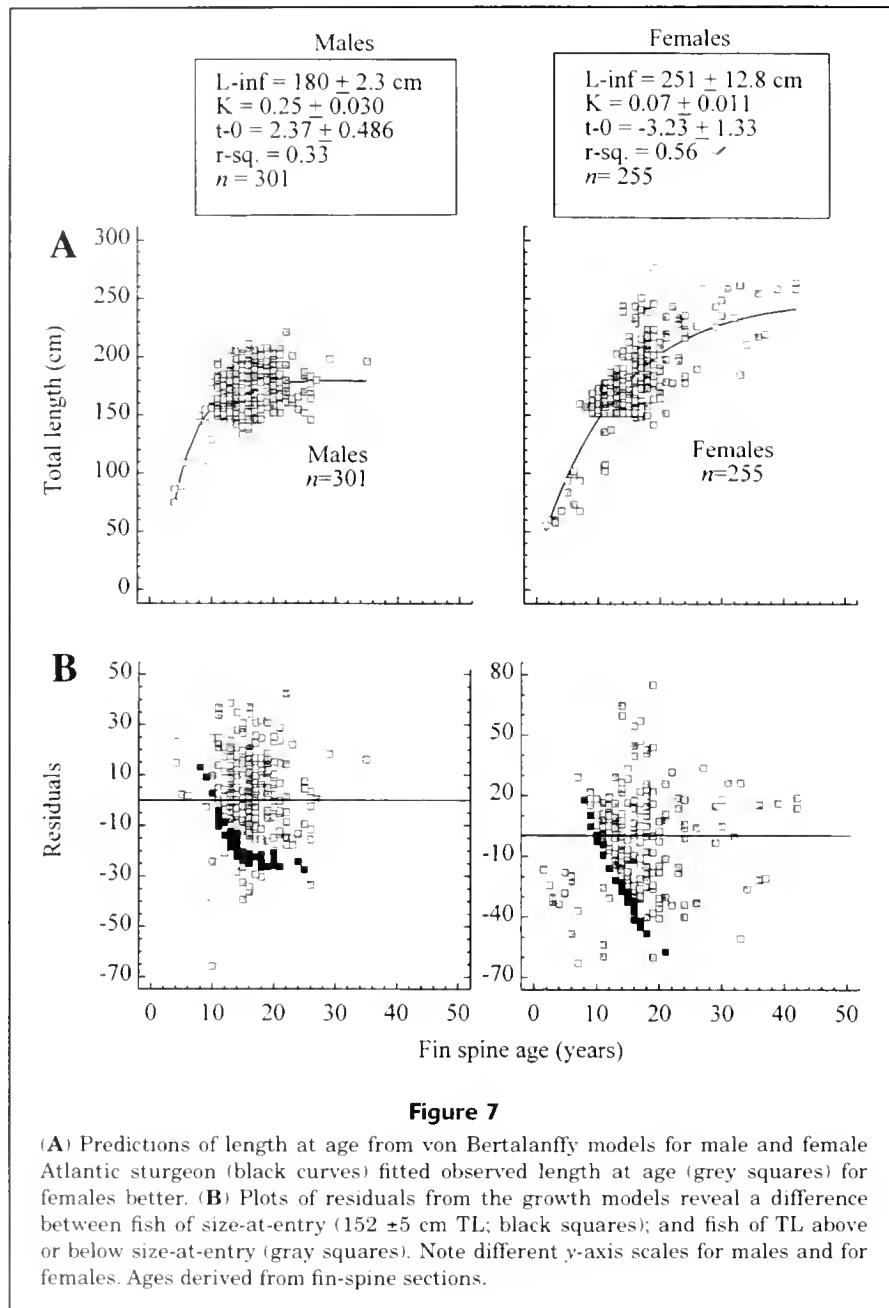 Males
L-inf = 180 ± 2.3 cm
K = 0.25 ± 0.030
t-0 = 2.37 ± 0.486
r-sq. = 0.33
n = 301
Females
L-inf = 251 ± 12.8 cm
K = 0.07 ± 0.011
t-0 = -3.23 ± 1.33
r-sq. = 0.56
n= 255
A
300
250
200
150
100
50
0
Total length (cm)
Males
n=301
Females
n=255
B
50
30
10
-10
-30
-50
-70
Residuals
80
50
20
-10
-40
-70
0 10 20 30 40 50
0 10 20 30 40 50
Fin spine age (years)
Figure 7
(A) Predictions of length at age from von Bertalanffy models for male and female
Atlantic sturgeon (black curves) fitted observed length at age (grey squares) for
females better. (B) Plots of residuals from the growth models reveal a difference
between fish of size-at-entry (152 ±5 cm TL; black squares); and fish of TL above
or below size-at-entry (gray squares). Note different y-axis scales for males and for
females. Ages derived from fin-spine sections.